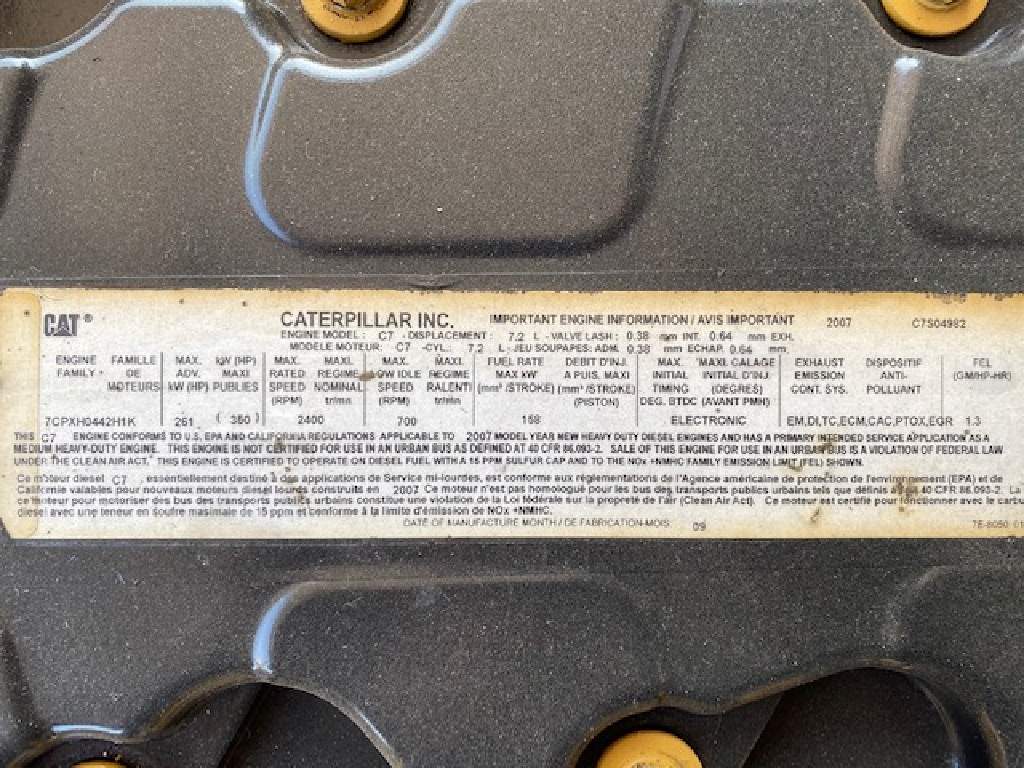 CAT® CATERPILLAR INC. IMPORTANT ENGINE INFORMATION / AVIS IMPORTANT 2007 C7S04982
ENGINE MODEL : C7 - DISPLACEMENT : 7.2 L - VALVE LASH : 0.38 mm INT. 0.64 mm EXH.
MODELE MOTEUR: C7 -CYL.: 7.2 L - JEU SOUPAPES: ADM. 0.38 mm ECHAP. 0.64 mm
ENGINE FAMILLE MAX. kW (HP) MAX. MAXI. MAX. MAXI. FUEL RATE DEBIT D'INJ. MAX. MAXI. CALAGE EXHAUST DISPOSITIF FEL
FAMILY DE ADV. MAXI RATED REGIME LOW IDLE REGIME MAX kW A PUIS. MAXI INITIAL INITIAL D'INJ. EMISSION ANTI- (GM/HP-HR)
MOTEURS kW (HP) PUBLIES SPEED NOMINAL SPEED RALENTI (mm³ /STROKE) (mm³ /STROKE) TIMING (DEGRES) CONT. SYS. POLLUANT
(RPM) tr/mn (RPM) tr/mn (PISTON) DEG. BTDC (AVANT PMH)
7CPXH0442H1K 261 ( 350 ) 2400 700 168 ELECTRONIC EM,DI,TC,ECM,CAC,PTOX,EGR 1.3
THIS C7 ENGINE CONFORMS TO U.S. EPA AND CALIFORNIA REGULATIONS APPLICABLE TO 2007 MODEL YEAR NEW HEAVY DUTY DIESEL ENGINES AND HAS A PRIMARY INTENDED SERVICE APPLICATION AS A
MEDIUM HEAVY-DUTY ENGINE. THIS ENGINE IS NOT CERTIFIED FOR USE IN AN URBAN BUS AS DEFINED AT 40 CFR 86.093-2. SALE OF THIS ENGINE FOR USE IN AN URBAN BUS IS A VIOLATION OF FEDERAL LAW
UNDER "THE CLEAN AIR ACT." THIS ENGINE IS CERTIFIED TO OPERATE ON DIESEL FUEL WITH A 15 PPM SULFUR CAP AND TO THE NOx +NMHC FAMILY EMISSION LIMIT (FEL) SHOWN.
Ce moteur diesel C7 , essentiellement destiné à des applications de Service mi-lourdes, est conforme aux réglementations de l'Agence américaine de protection de l'environnement (EPA) et de
Californie valables pour nouveaux moteurs diesel lourds construits en 2007 Ce moteur n'est pas homologué pour les bus des transports publics urbains tels que définis 40 CFR 86.093-2. La
ce moteur pour motoriser des bus des transports publics urbains constitue une violation de la Loi fédérale sur la propreté de l'air (Clean Air Act). Ce moteur est certifié pour fonctionner avec le carbu
diesel avec une teneur en soufre maximale de 15 ppm et conforme à la limite d'émission de NOx +NMHC.
DATE OF MANUFACTURE MONTH / DE FABRICATION-MOIS 09 7E-8050 01